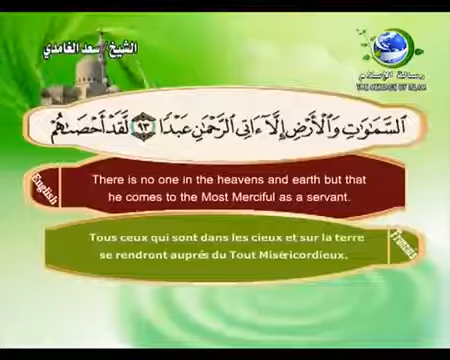 الشيخ / سعد الغامدي
رسالة الإسلام
THE MESSAGE OF ISLAM
السَّمَٰوَٰتِ وَٱلْأَرْضِ إِلَّآ ءَاتِى ٱلرَّحْمَٰنِ عَبْدًا ٩٣ لَّقَدْ أَحْصَىٰهُمْ
English
There is no one in the heavens and earth but that
he comes to the Most Merciful as a servant.
Français
Tous ceux qui sont dans les cieux et sur la terre
se rendront auprés du Tout Miséricordieux,